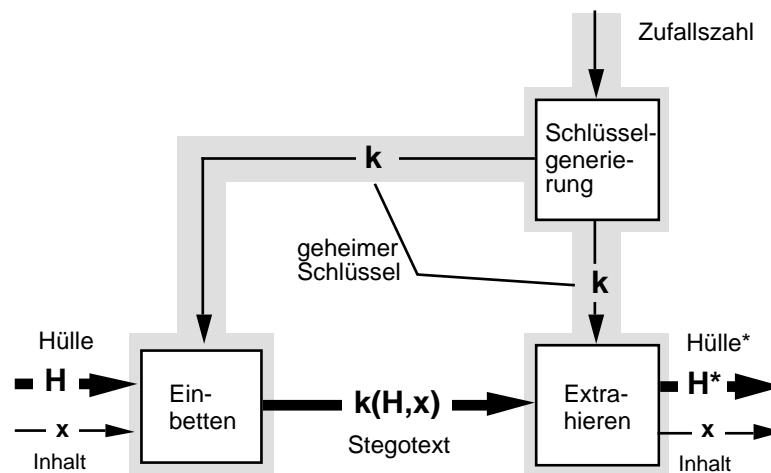 Zufallszahl
Schlüssel-
generie-
rung
k
geheimer
Schlüssel
k
Hülle
H
x
Inhalt
Ein-
betten
k(H,x)
Stegotext
Extra-
hieren
Hülle*
H*
x
Inhalt